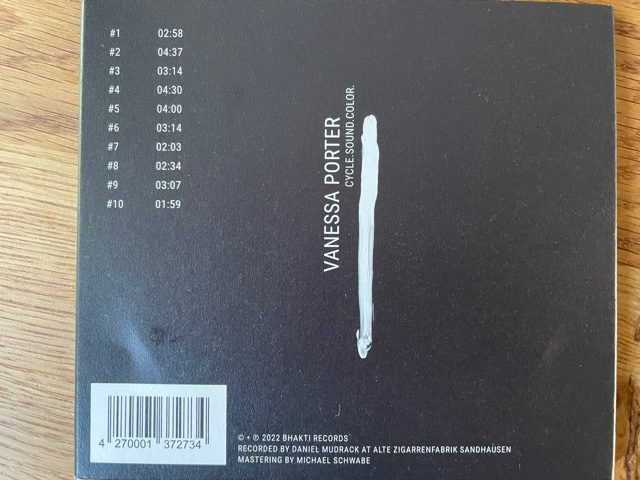 #1 02:58
#2 04:37
#3 03:14
#4 04:30
#5 04:00
#6 03:14
#7 02:03
#8 02:34
#9 03:07
#10 01:59
VANESSA PORTER
CYCLE.SOUND.COLOR.
4 270001 372734
© + ℗ 2022 BHAKTI RECORDS
RECORDED BY DANIEL MUDRACK AT ALTE ZIGARRENFABRIK SANDHAUSEN
MASTERING BY MICHAEL SCHWABE